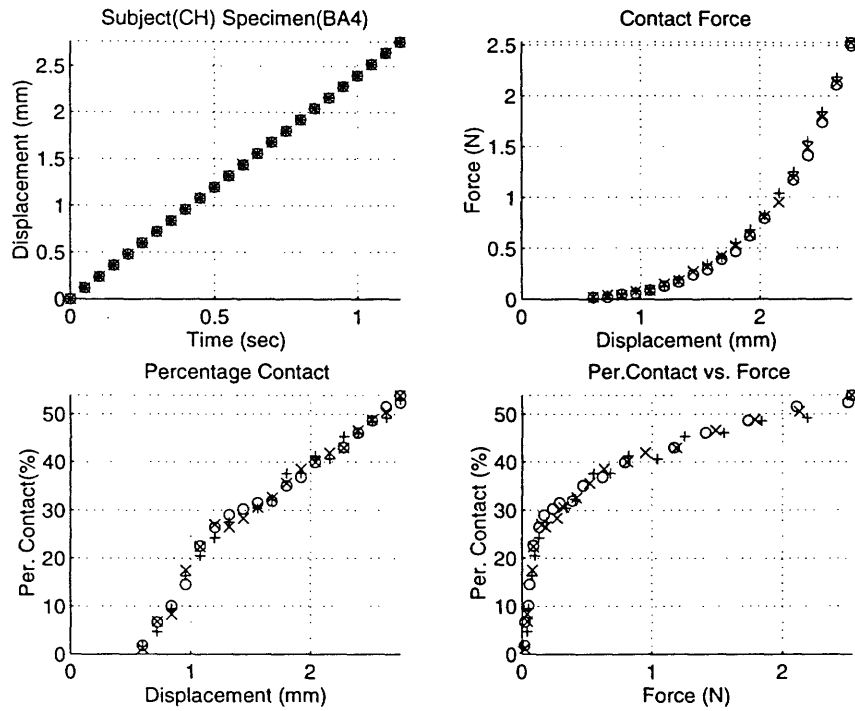 Subject(CH) Specimen(BA4)
Displacement (mm)
2.5
2
1.5
1
0.5
0
0
0.5
1
Time (sec)
Contact Force
Force (N)
2.5
2
1.5
1
0.5
0
1
2
Displacement (mm)
Percentage Contact
Per. Contact(%)
50
40
30
20
10
0
0
1
2
Displacement (mm)
Per.Contact vs. Force
Per. Contact (%)
50
40
30
20
10
0
0
1
2
Force (N)